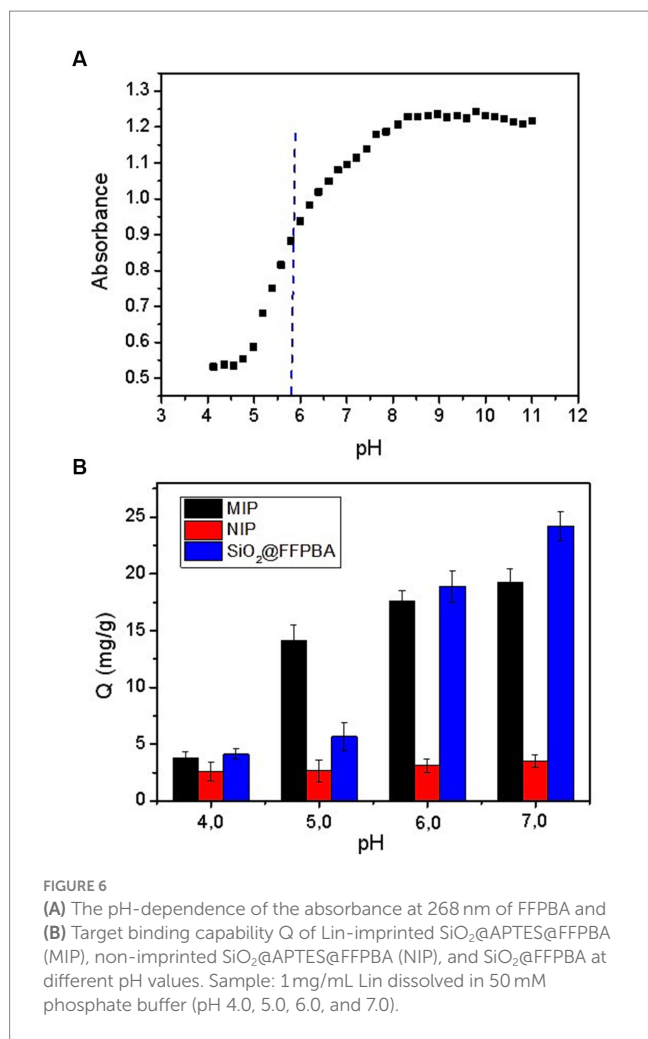 A
1.3
1.2
1.1
1.0
0.9
0.8
0.7
0.6
0.5
Absorbance
3 4 5 6 7 8 9 10 11 12
pH
B
MIP
NIP
SiO₂@FFPBA
25
20
15
10
5
0
Q (mg/g)
4,0 5,0 6,0 7,0
pH
FIGURE 6
(A) The pH-dependence of the absorbance at 268 nm of FFPBA and
(B) Target binding capability Q of Lin-imprinted SiO₂@APTES@FFPBA
(MIP), non-imprinted SiO₂@APTES@FFPBA (NIP), and SiO₂@FFPBA at
different pH values. Sample: 1 mg/mL Lin dissolved in 50 mM
phosphate buffer (pH 4.0, 5.0, 6.0, and 7.0).